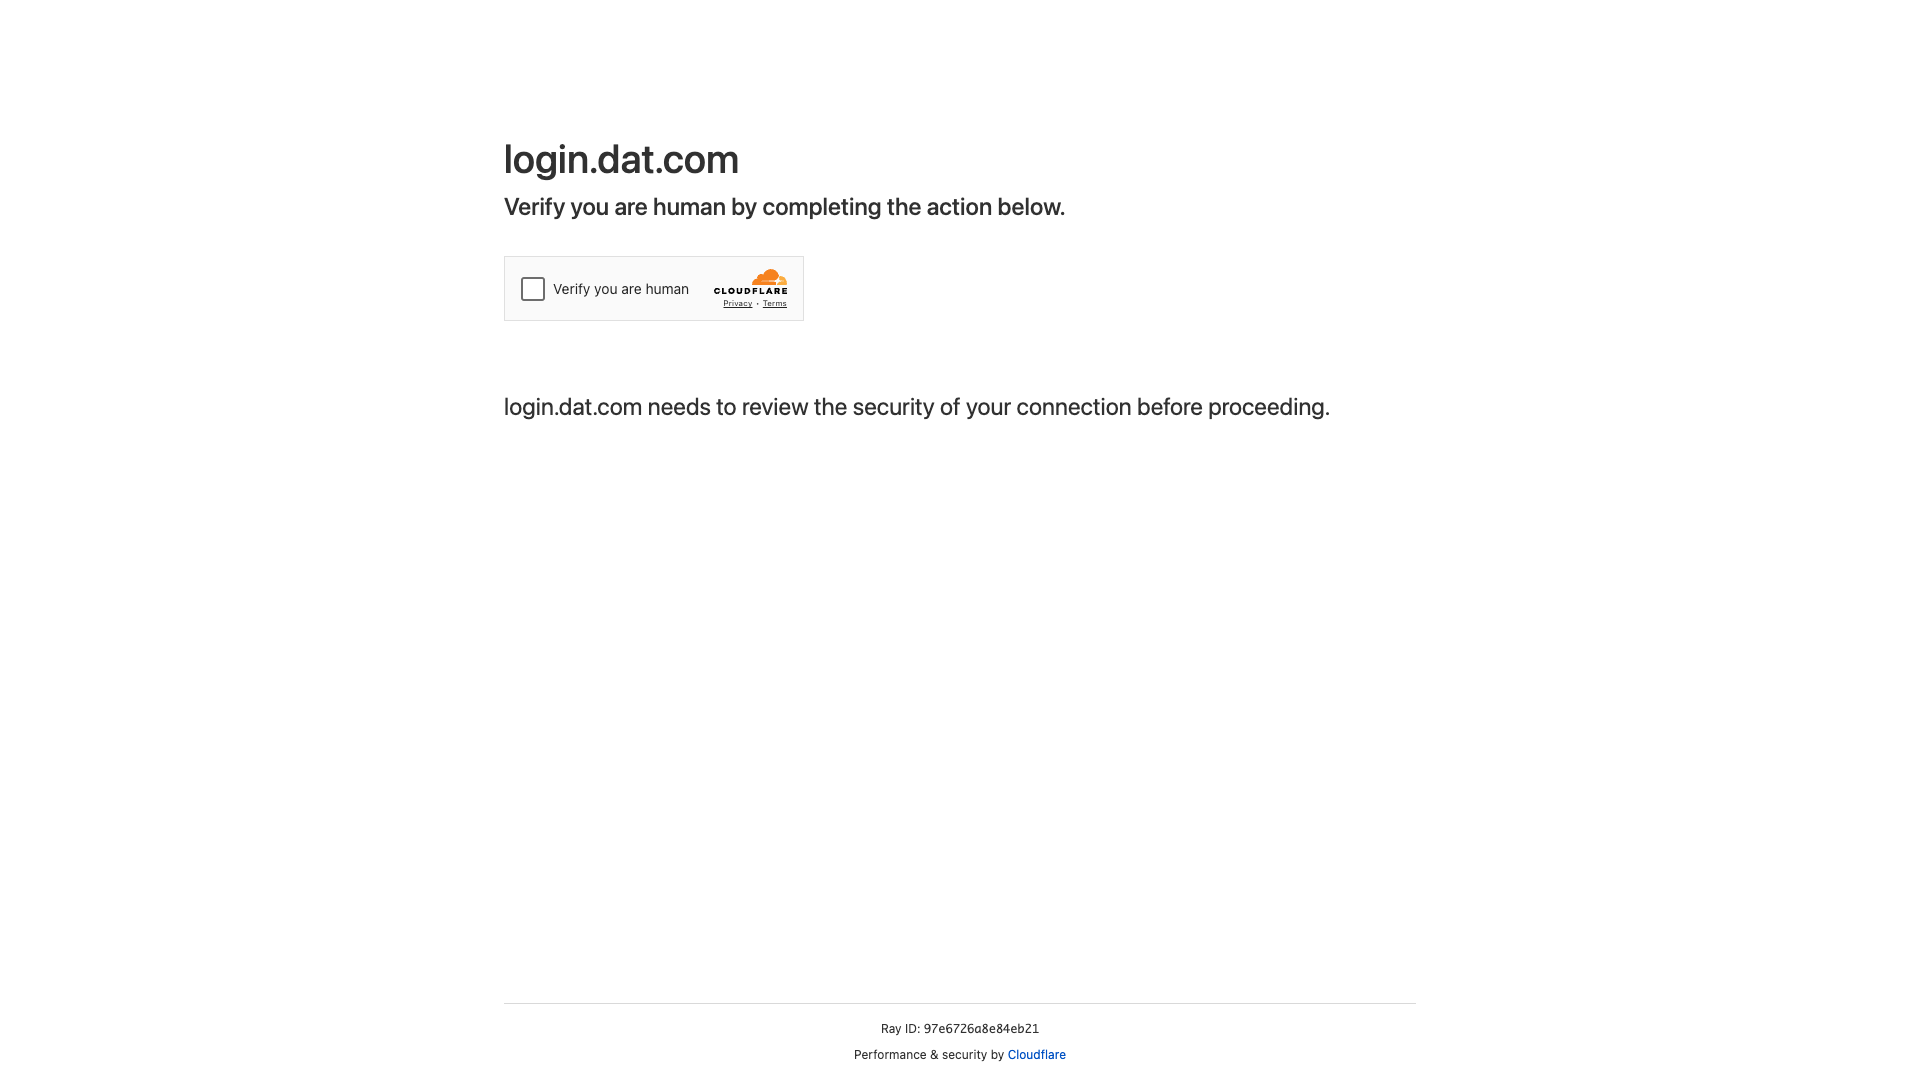 login.dat.com
Verify you are human by completing the action below.
Verify you are human
CLOUDFLARE
Privacy • Terms
login.dat.com needs to review the security of your connection before proceeding.
Ray ID: 97e6726a8e84eb21
Performance & security by Cloudflare